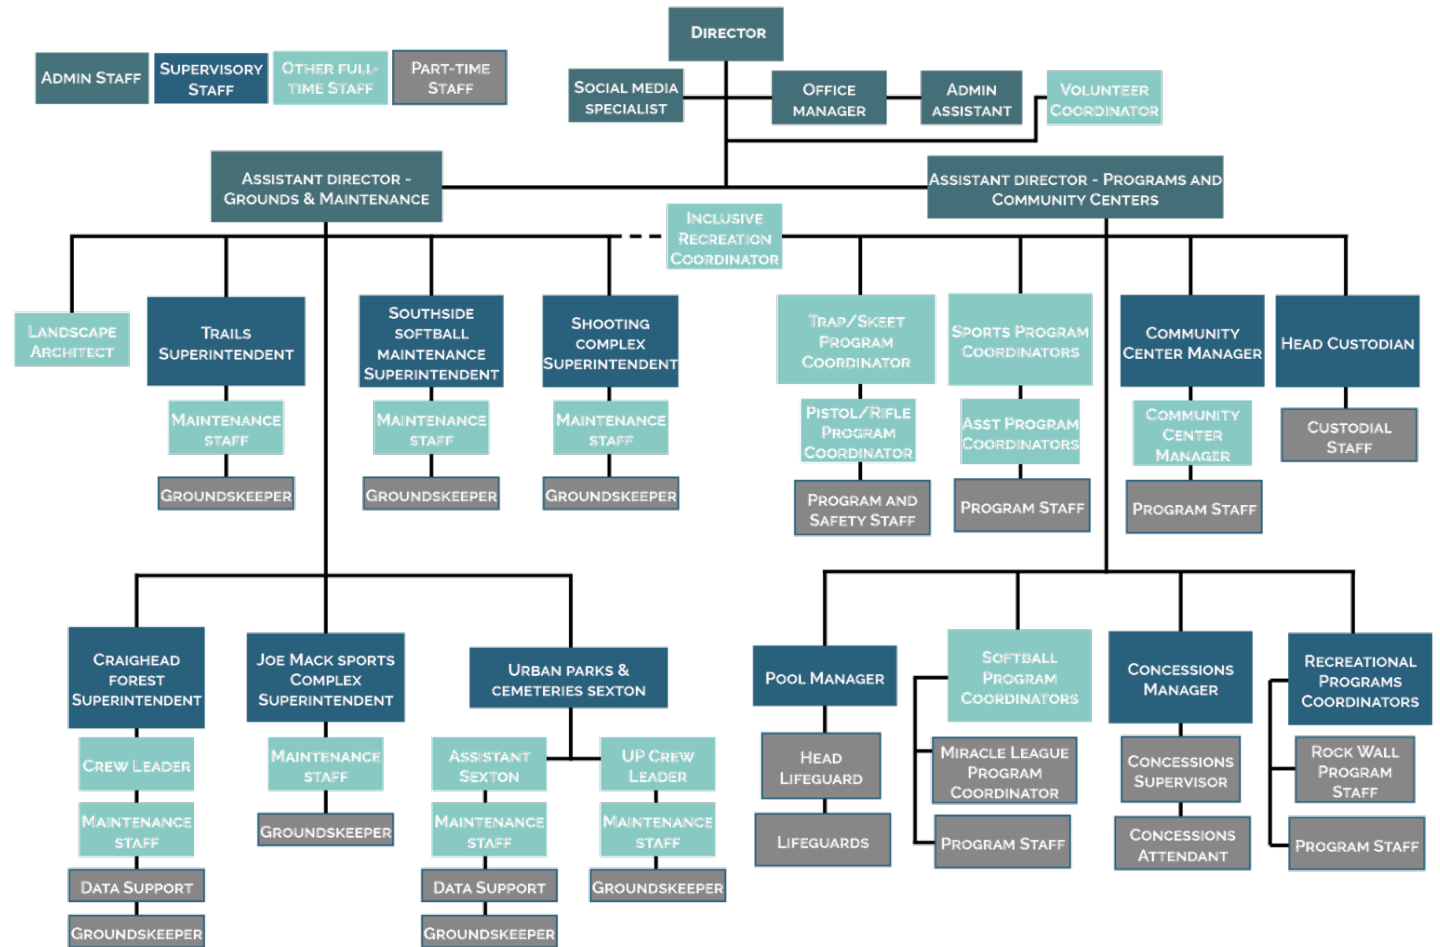 Director
Admin Staff
Supervisory
Staff
Other full-
time Staff
Part-time
Staff
Social media
specialist
Office
manager
Admin
assistant
Volunteer
Coordinator
Assistant director -
Grounds & Maintenance
Assistant director - Programs and
Community Centers
Inclusive
Recreation
Coordinator
Landscape
Architect
Trails
Superintendent
Southside
softball
maintenance
Superintendent
Shooting
complex
Superintendent
Trap/Skeet
Program
Coordinator
Sports Program
Coordinators
Community
Center Manager
Head Custodian
Maintenance
staff
Maintenance
staff
Maintenance
staff
Pistol/Rifle
Program
Coordinator
Asst Program
Coordinators
Community
Center
Manager
Custodial
Staff
Groundskeeper
Groundskeeper
Groundskeeper
Program and
Safety Staff
Program Staff
Program Staff
Craighead
forest
Superintendent
Joe Mack sports
Complex
Superintendent
Urban parks &
cemeteries sexton
Pool Manager
Softball
Program
Coordinators
Concessions
Manager
Recreational
Programs
Coordinators
Crew Leader
Maintenance
staff
Assistant
Sexton
UP Crew
Leader
Head
Lifeguard
Miracle League
Program
Coordinator
Concessions
Supervisor
Rock Wall
Program
Staff
Maintenance
staff
Groundskeeper
Maintenance
staff
Maintenance
staff
Lifeguards
Program Staff
Concessions
Attendant
Program Staff
Data Support
Data Support
Groundskeeper
Groundskeeper
Groundskeeper